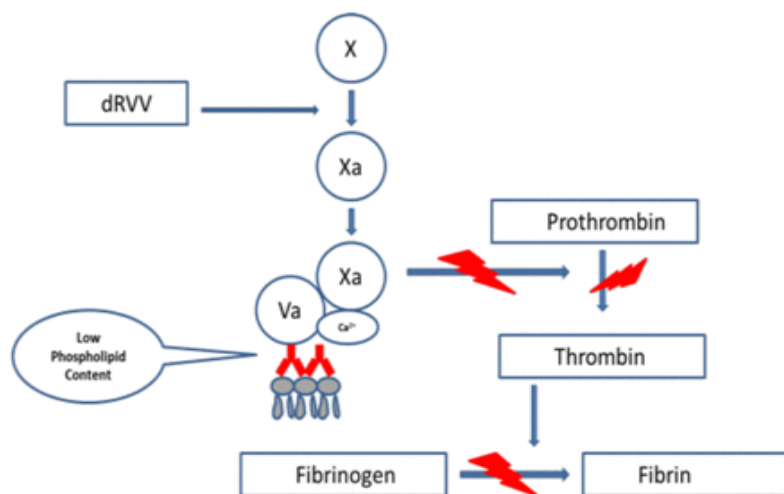 X
dRVV
Xa
Prothrombin
Xa
Va
Ca²⁺
Low
Phospholipid
Content
Thrombin
Fibrinogen
Fibrin